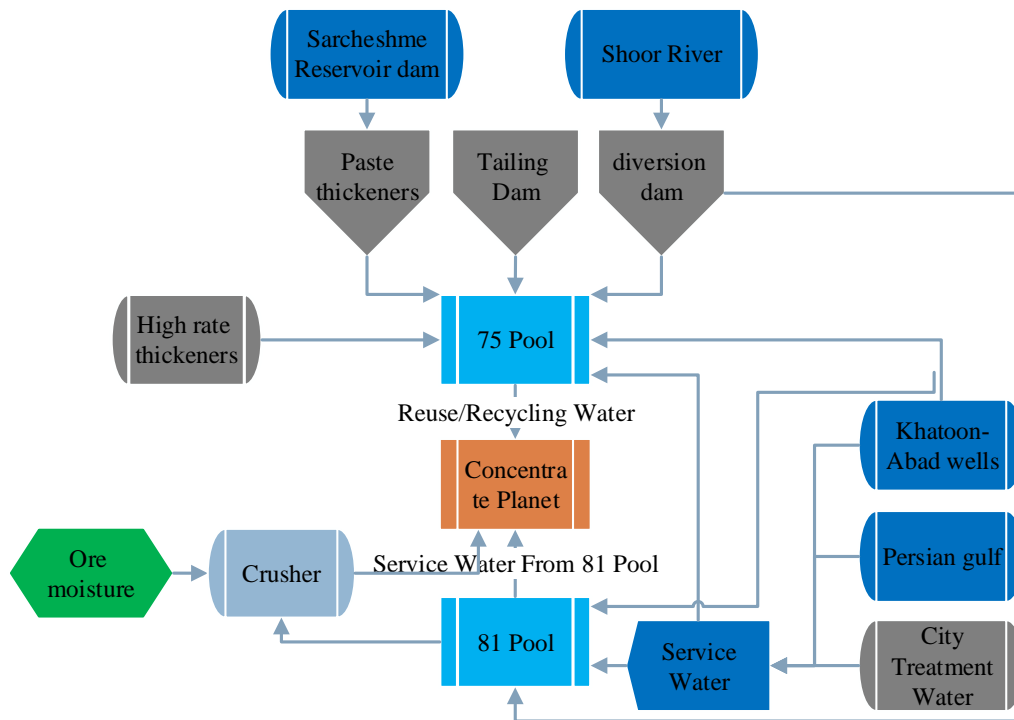 Sarcheshme
Reservoir dam
Shoor River
Paste
thickeners
Tailing
Dam
diversion
dam
High rate
thickeners
75 Pool
Reuse/Recycling Water
Khatoon-
Abad wells
Concentra
te Planet
Ore
moisture
Crusher
Service Water From 81 Pool
Persian gulf
81 Pool
Service
Water
City
Treatment
Water